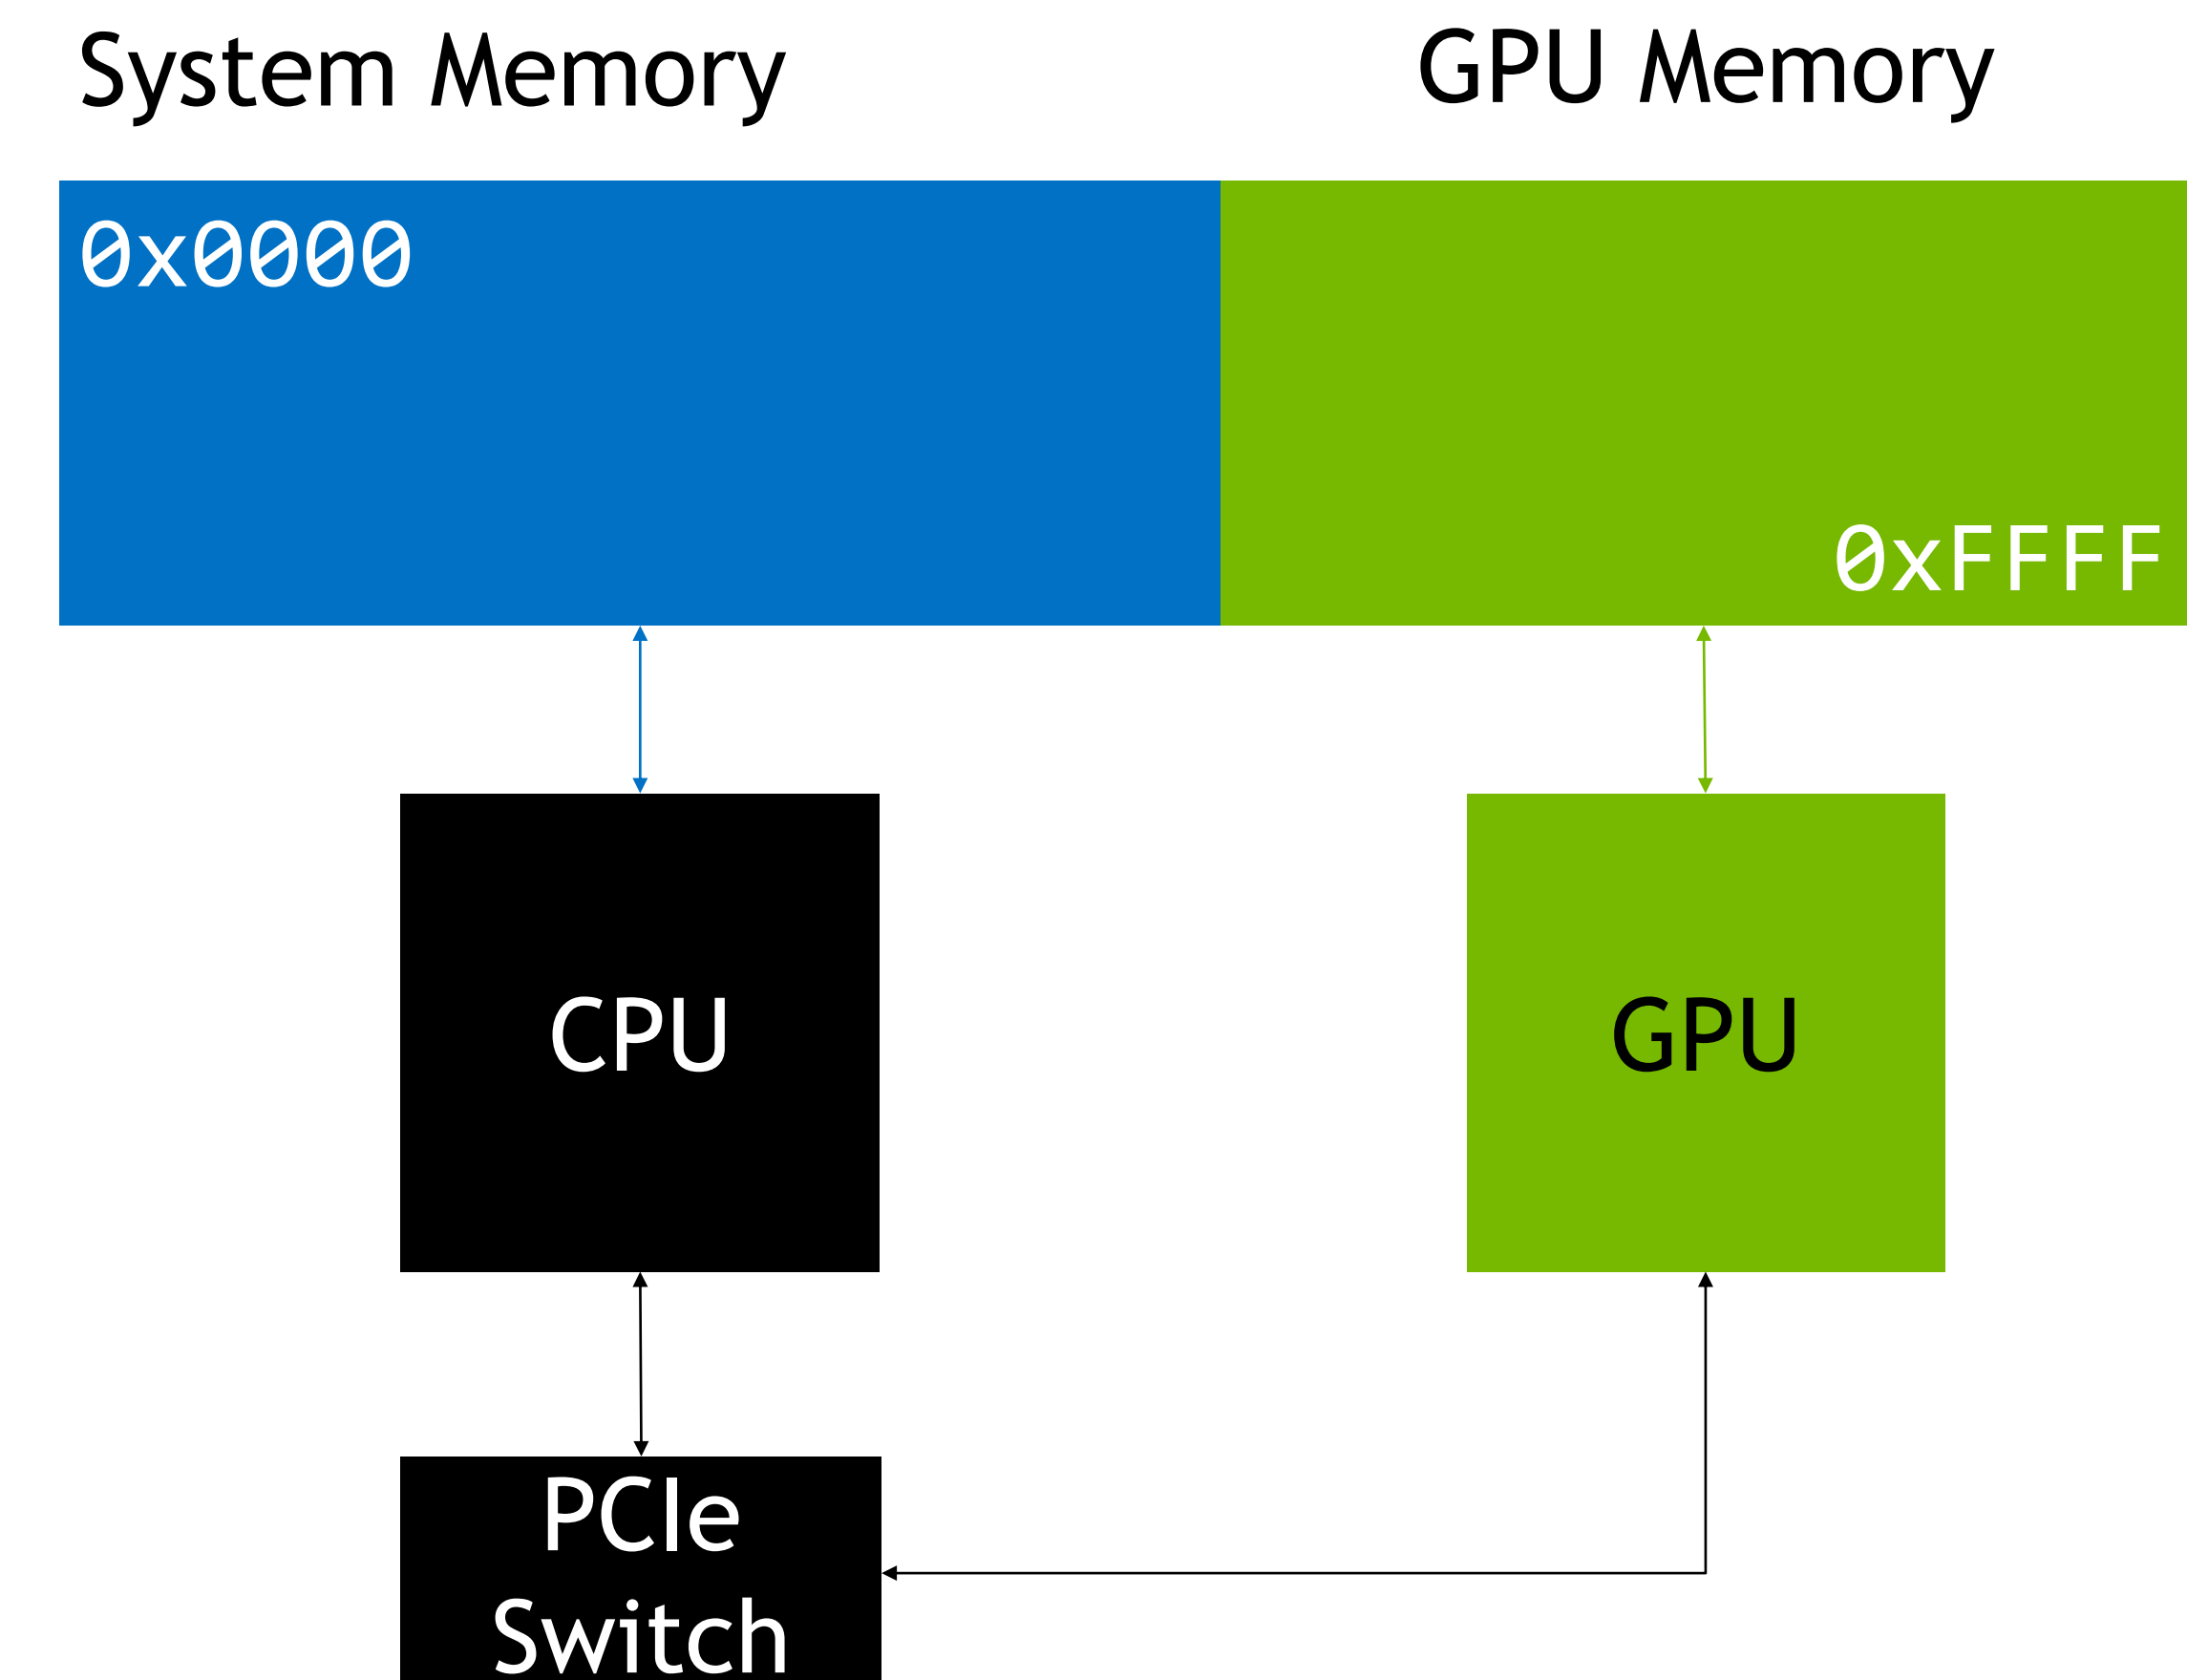 System Memory
GPU Memory
0x0000
0xFFFF
CPU
GPU
PCIe
Switch